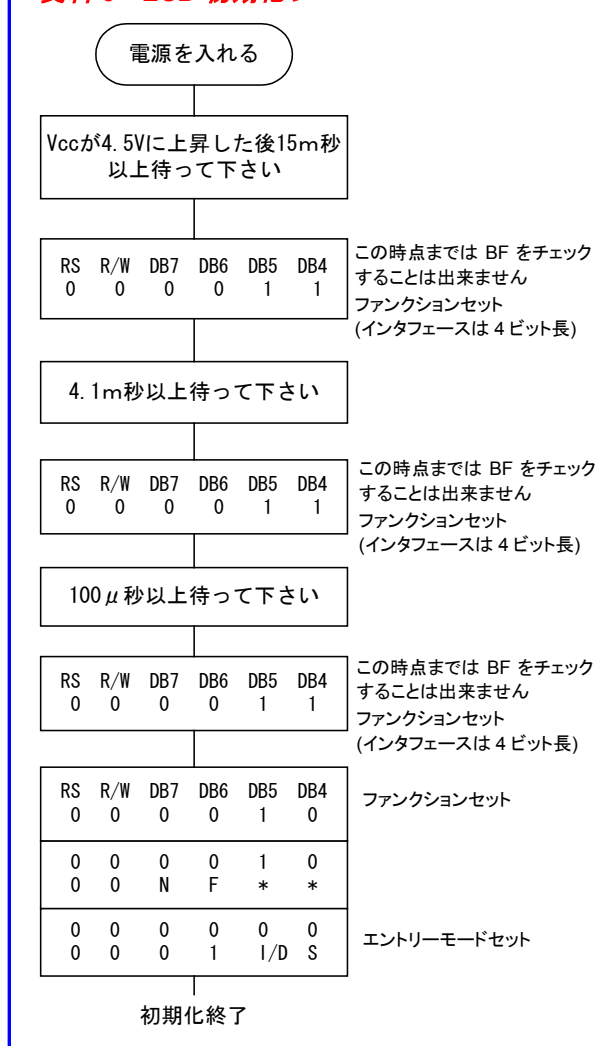 電源を入れる
Vccが4.5Vに上昇した後15m秒
以上待って下さい
RS R/W DB7 DB6 DB5 DB4
0 0 0 0 1 1
この時点までは BF をチェック
することは出来ません
ファンクションセット
(インタフェースは 4 ビット長)
4.1m秒以上待って下さい
RS R/W DB7 DB6 DB5 DB4
0 0 0 0 1 1
この時点までは BF をチェック
することは出来ません
ファンクションセット
(インタフェースは 4 ビット長)
100μ秒以上待って下さい
RS R/W DB7 DB6 DB5 DB4
0 0 0 0 1 1
この時点までは BF をチェック
することは出来ません
ファンクションセット
(インタフェースは 4 ビット長)
RS R/W DB7 DB6 DB5 DB4
0 0 0 0 1 0
ファンクションセット
0 0 0 0 1 0
0 0 N F * *
0 0 0 0 0 0
0 0 0 1 I/D S
エントリーモードセット
初期化終了